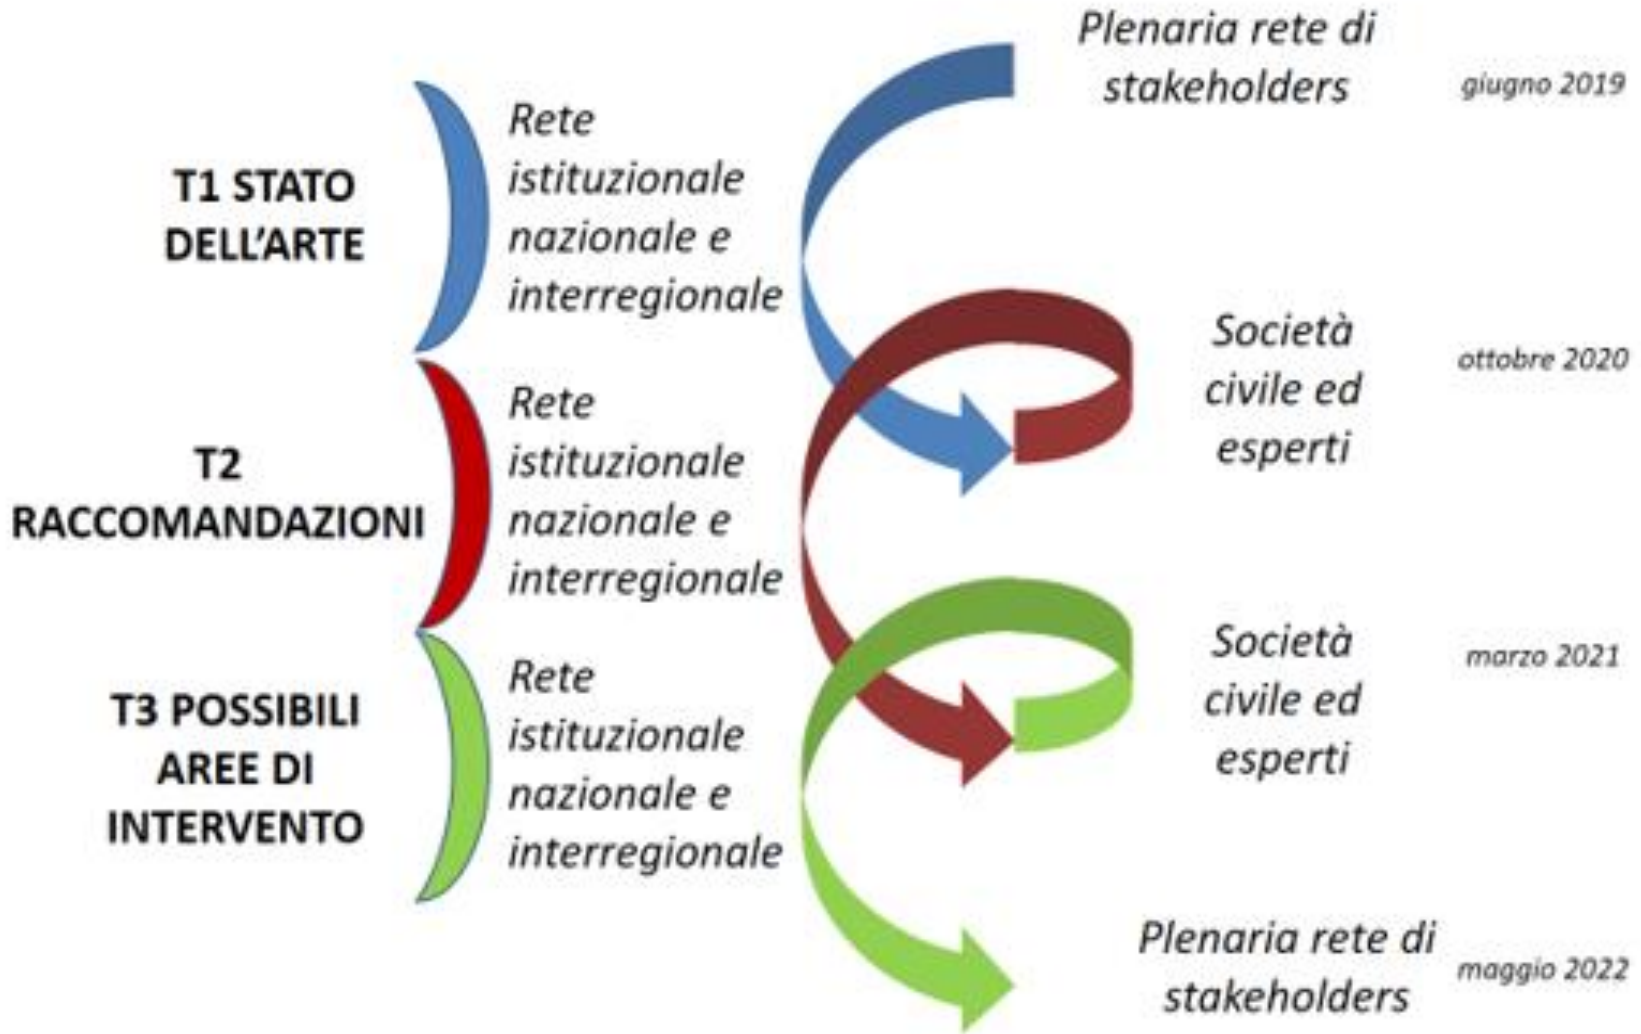 Plenaria rete di
stakeholders
giugno 2019
T1 STATO
DELL'ARTE
Rete
istituzionale
nazionale e
interregionale
Società
civile ed
esperti
ottobre 2020
T2
RACCOMANDAZIONI
Rete
istituzionale
nazionale e
interregionale
Società
civile ed
esperti
marzo 2021
T3 POSSIBILI
AREE DI
INTERVENTO
Rete
istituzionale
nazionale e
interregionale
Plenaria rete di
stakeholders
maggio 2022